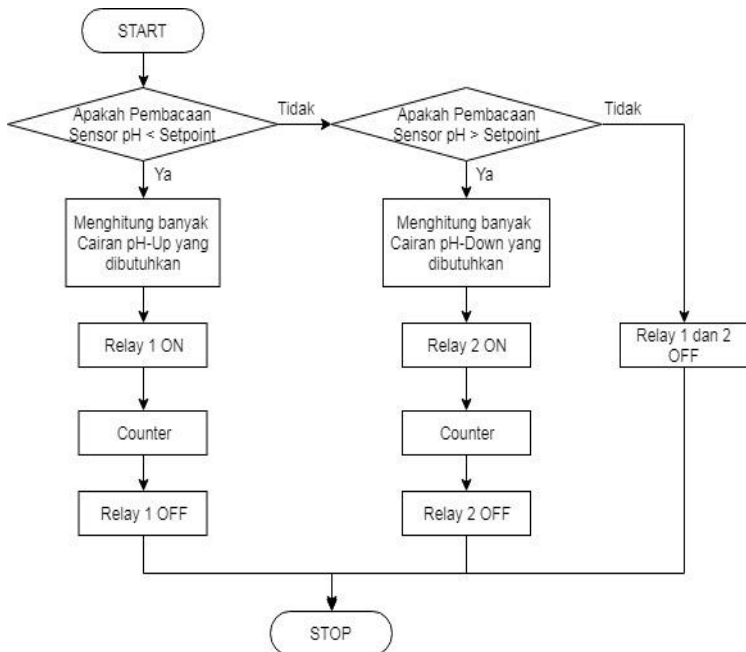 START
Apakah Pembacaan
Sensor pH < Setpoint
Tidak
Apakah Pembacaan
Sensor pH > Setpoint
Tidak
Ya
Ya
Menghitung banyak
Cairan pH-Up yang
dibutuhkan
Menghitung banyak
Cairan pH-Down yang
dibutuhkan
Relay 1 ON
Relay 2 ON
Relay 1 dan 2
OFF
Counter
Counter
Relay 1 OFF
Relay 2 OFF
STOP